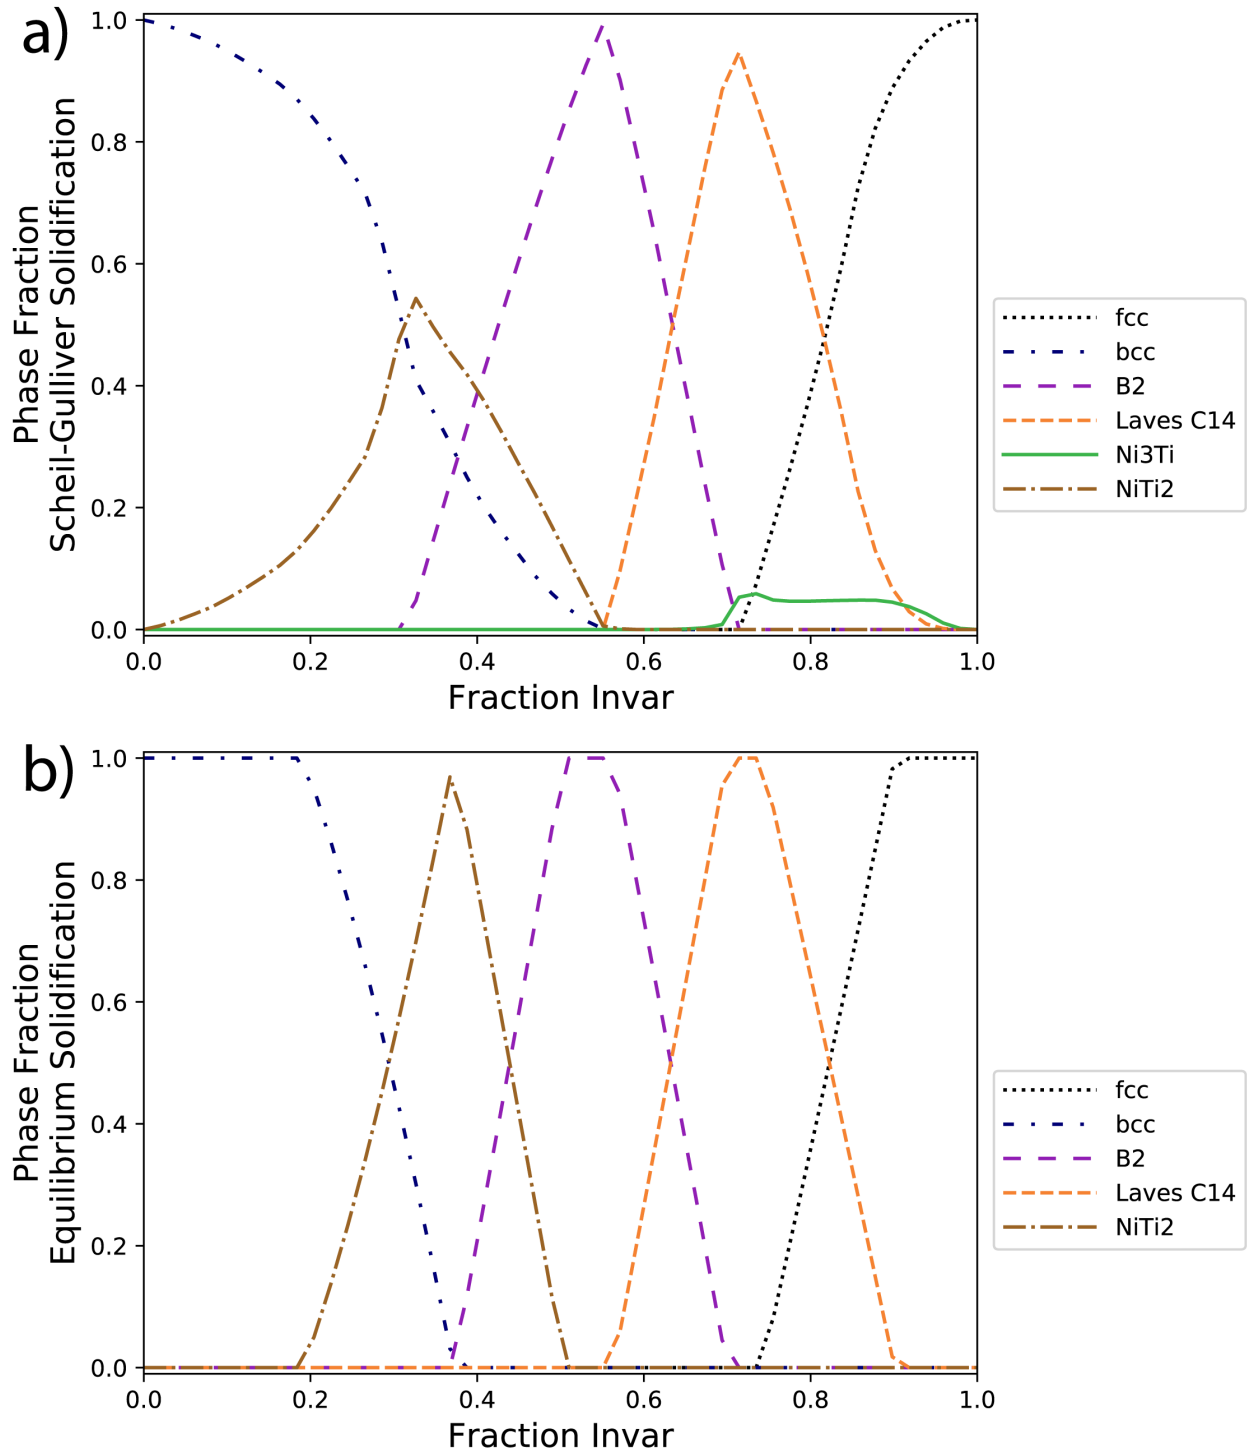 a)
Phase Fraction
Scheil-Gulliver Solidification
1.0
0.8
0.6
0.4
0.2
0.0
0.0 0.2 0.4 0.6 0.8 1.0
Fraction Invar
fcc
bcc
B2
Laves C14
Ni3Ti
NiTi2
b)
Phase Fraction
Equilibrium Solidification
1.0
0.8
0.6
0.4
0.2
0.0
0.0 0.2 0.4 0.6 0.8 1.0
Fraction Invar
fcc
bcc
B2
Laves C14
NiTi2